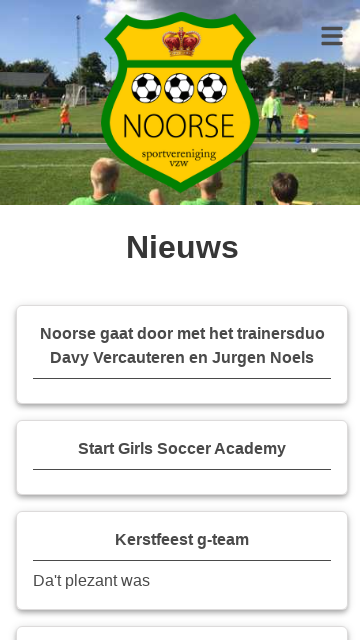 NOORSE
sportvereniging
vzw
Nieuws
Noorse gaat door met het trainersduo
Davy Vercauteren en Jurgen Noels
Start Girls Soccer Academy
Kerstfeest g-team
Da't plezant was